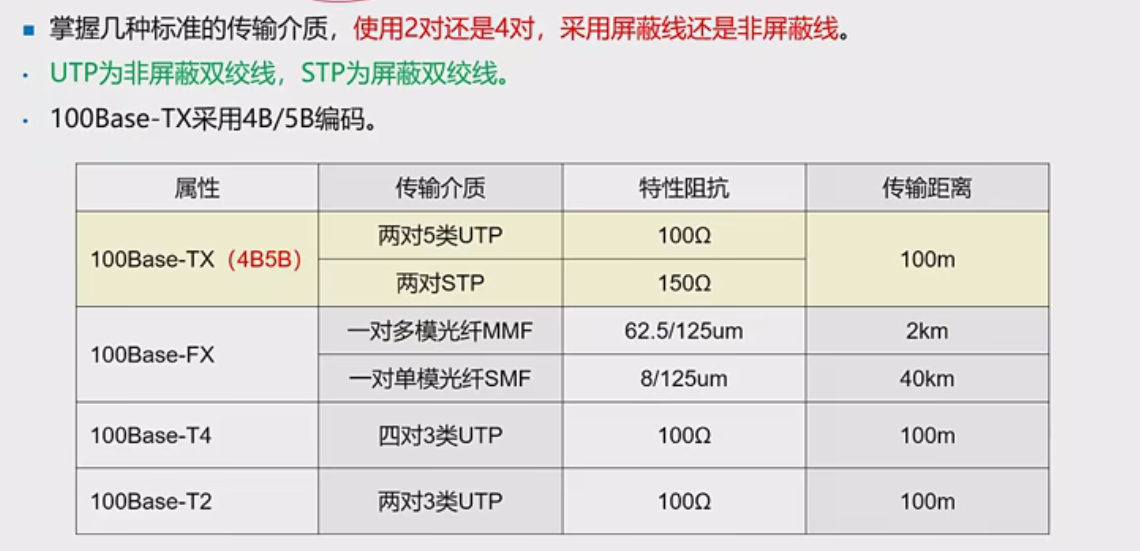 掌握几种标准的传输介质，使用2对还是4对，采用屏蔽线还是非屏蔽线。
UTP为非屏蔽双绞线，STP为屏蔽双绞线。
100Base-TX采用4B/5B编码。
属性 传输介质 特性阻抗 传输距离
100Base-TX（4B5B） 两对5类UTP 100Ω 100m
两对STP 150Ω
100Base-FX 一对多模光纤MMF 62.5/125um 2km
一对单模光纤SMF 8/125um 40km
100Base-T4 四对3类UTP 100Ω 100m
100Base-T2 两对3类UTP 100Ω 100m